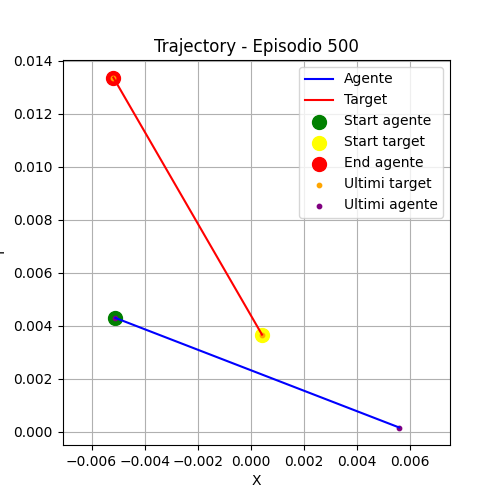 Trajectory - Episodio 500
0.014
0.012
0.010
0.008
0.006
0.004
0.002
0.000
Agente
Target
Start agente
Start target
End agente
Ultimi target
Ultimi agente
−0.006 −0.004 −0.002 0.000 0.002 0.004 0.006
X